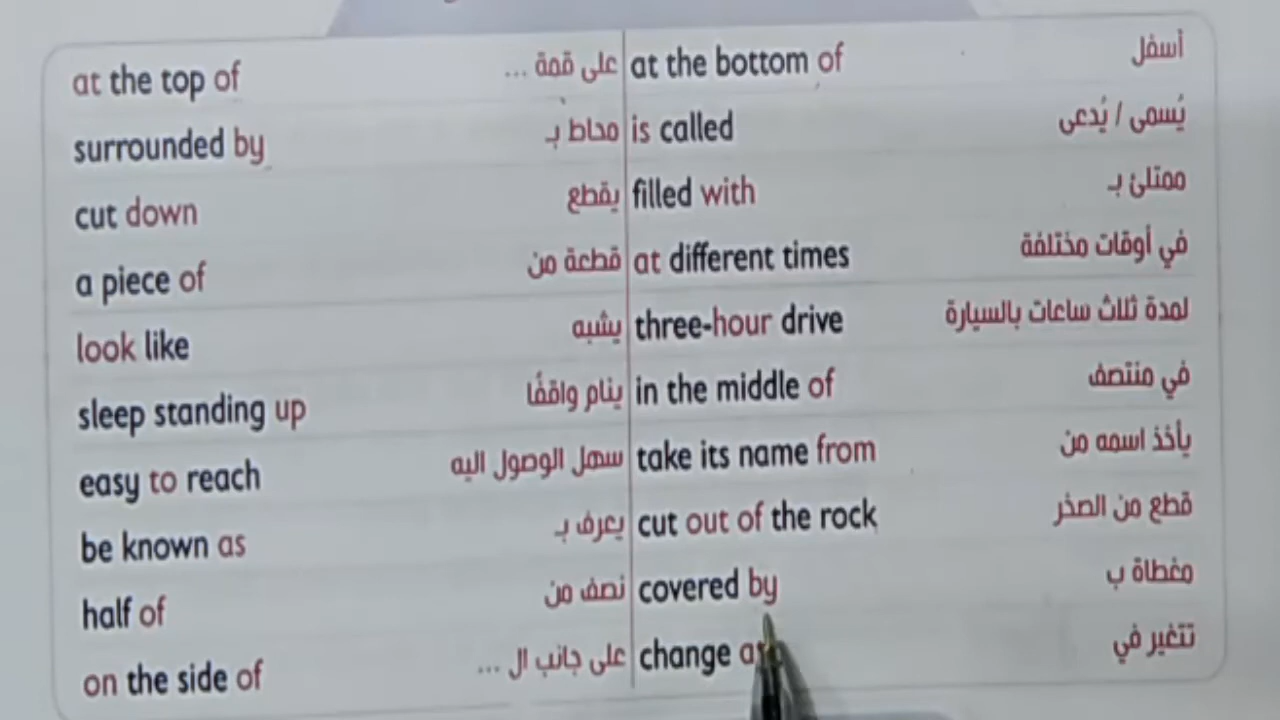 at the top of على قمة ... at the bottom of أسفل
surrounded by محاط بـ is called يُسمى / يُدعى
cut down يقطع filled with ممتلئ بـ
a piece of قطعة من at different times في أوقات مختلفة
look like يشبه three-hour drive لمدة ثلاث ساعات بالسيارة
sleep standing up ينام واقفًا in the middle of في منتصف
easy to reach سهل الوصول اليه take its name from يأخذ اسمه من
be known as يعرف بـ cut out of the rock قطع من الصخر
half of نصف من covered by مغطاة ب
on the side of على جانب ال ... change تتغير في